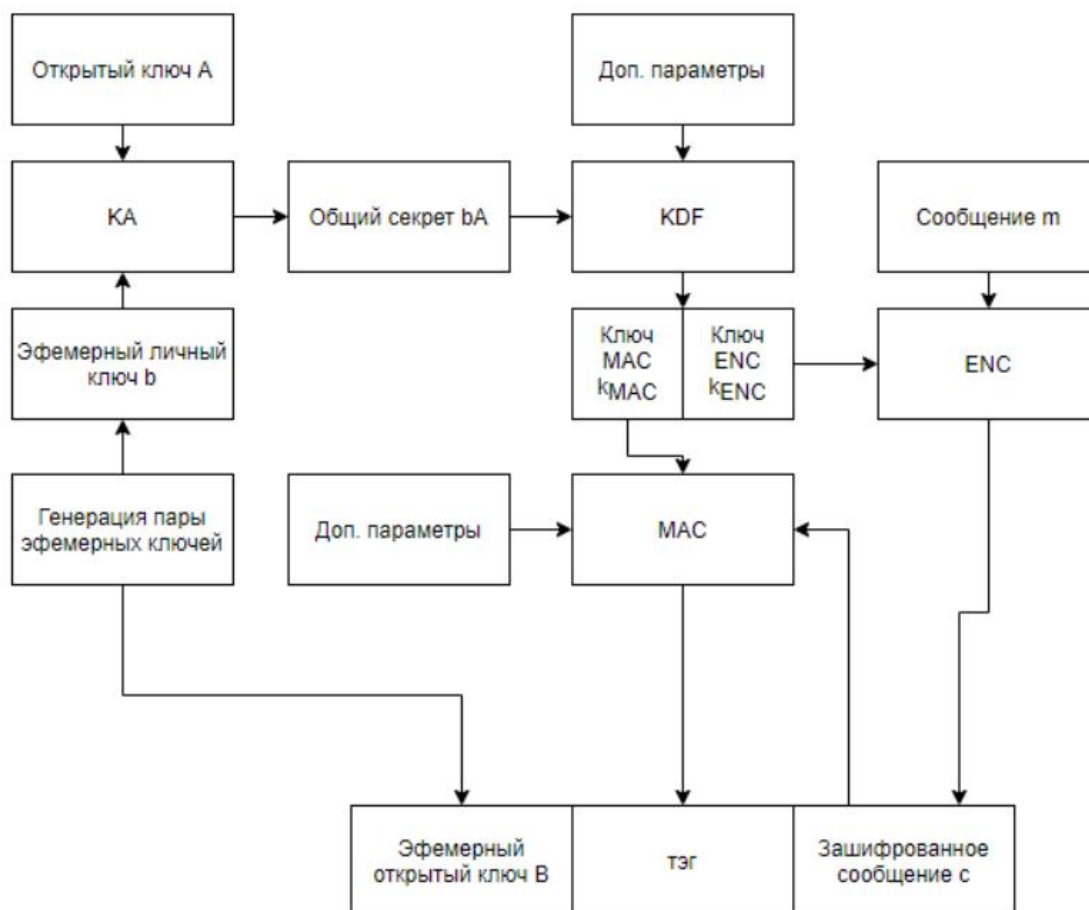 Открытый ключ A
Доп. параметры
KA
Общий секрет bA
KDF
Сообщение m
Эфемерный личный
ключ b
Ключ
MAC
kMAC
Ключ
ENC
kENC
ENC
Генерация пары
эфемерных ключей
Доп. параметры
MAC
Эфемерный
открытый ключ B
тэг
Зашифрованное
сообщение c